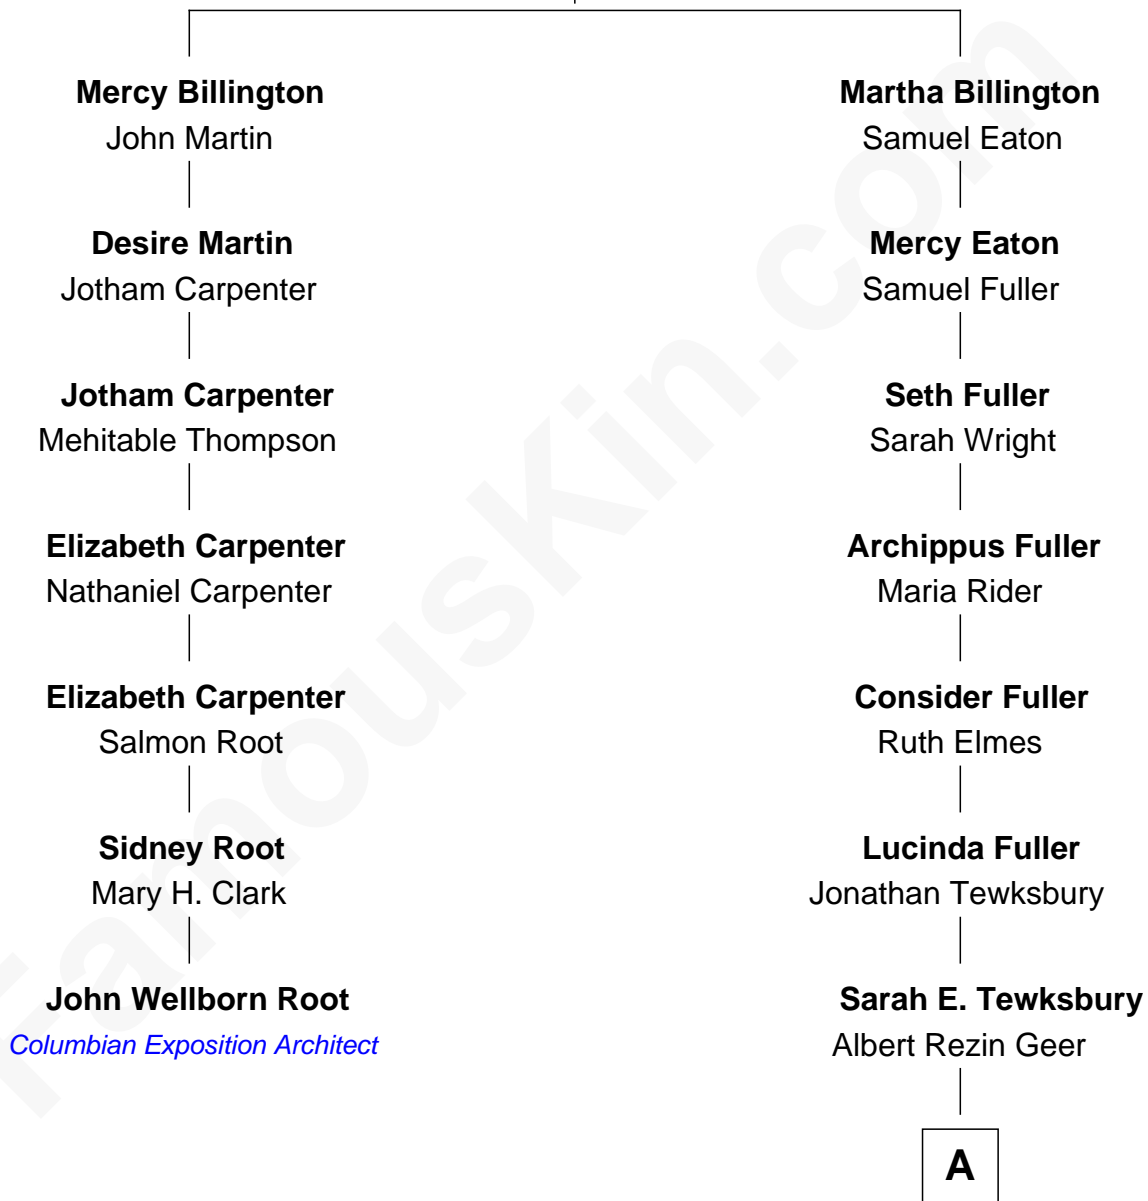 Mercy Billington
John Martin
Desire Martin
Jotham Carpenter
Jotham Carpenter
Mehitable Thompson
Elizabeth Carpenter
Nathaniel Carpenter
Elizabeth Carpenter
Salmon Root
Sidney Root
Mary H. Clark
John Wellborn Root
Columbian Exposition Architect
Martha Billington
Samuel Eaton
Mercy Eaton
Samuel Fuller
Seth Fuller
Sarah Wright
Archippus Fuller
Maria Rider
Consider Fuller
Ruth Elmes
Lucinda Fuller
Jonathan Tewksbury
Sarah E. Tewksbury
Albert Rezin Geer
A
FamousKin.com